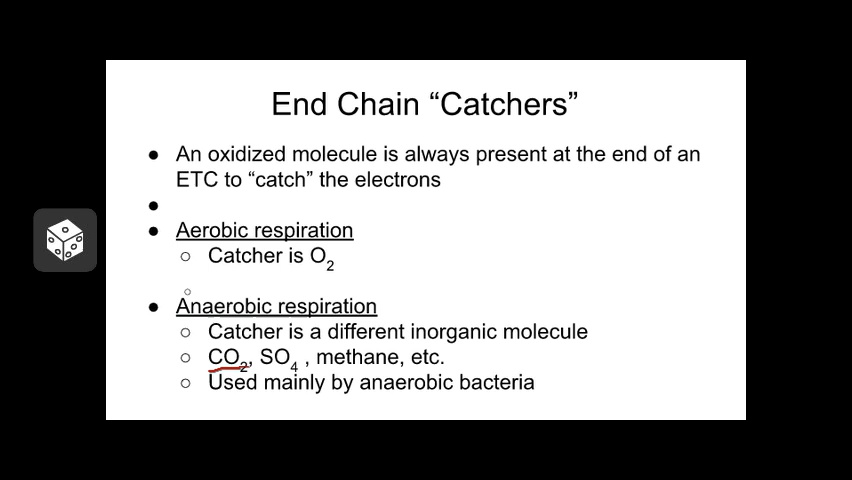 End Chain “Catchers”
● An oxidized molecule is always present at the end of an
ETC to “catch” the electrons
●
● Aerobic respiration
○ Catcher is O2
○
● Anaerobic respiration
○ Catcher is a different inorganic molecule
○ CO2, SO4 , methane, etc.
○ Used mainly by anaerobic bacteria